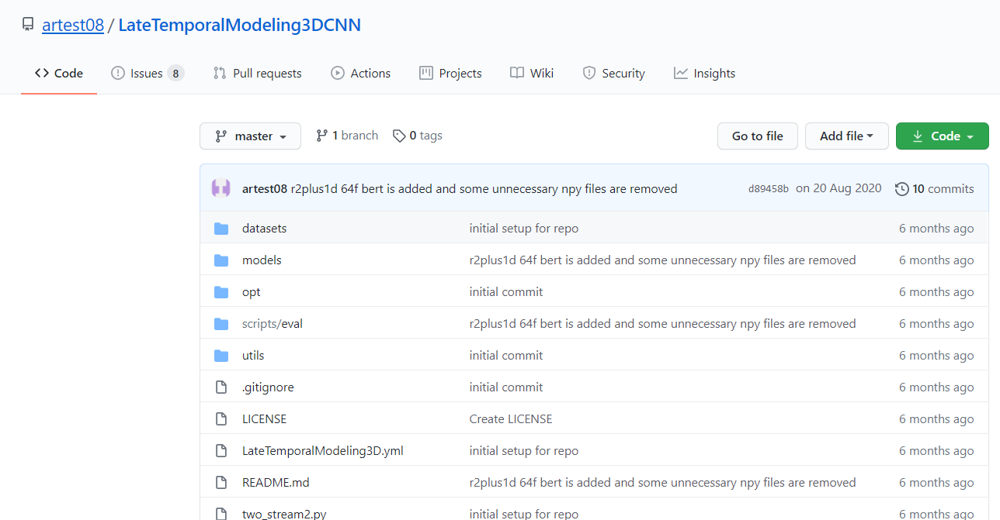 artest08 / LateTemporalModeling3DCNN
Code Issues 8 Pull requests Actions Projects Wiki Security Insights
master 1 branch 0 tags Go to file Add file Code
artest08 r2plus1d 64f bert is added and some unnecessary npy files are removed d89458b on 20 Aug 2020 10 commits
datasets initial setup for repo 6 months ago
models r2plus1d 64f bert is added and some unnecessary npy files are removed 6 months ago
opt initial commit 6 months ago
scripts/eval r2plus1d 64f bert is added and some unnecessary npy files are removed 6 months ago
utils initial commit 6 months ago
.gitignore initial commit 6 months ago
LICENSE Create LICENSE 6 months ago
LateTemporalModeling3D.yml initial setup for repo 6 months ago
README.md r2plus1d 64f bert is added and some unnecessary npy files are removed 6 months ago
two_stream2.py initial setup for repo 6 months ago